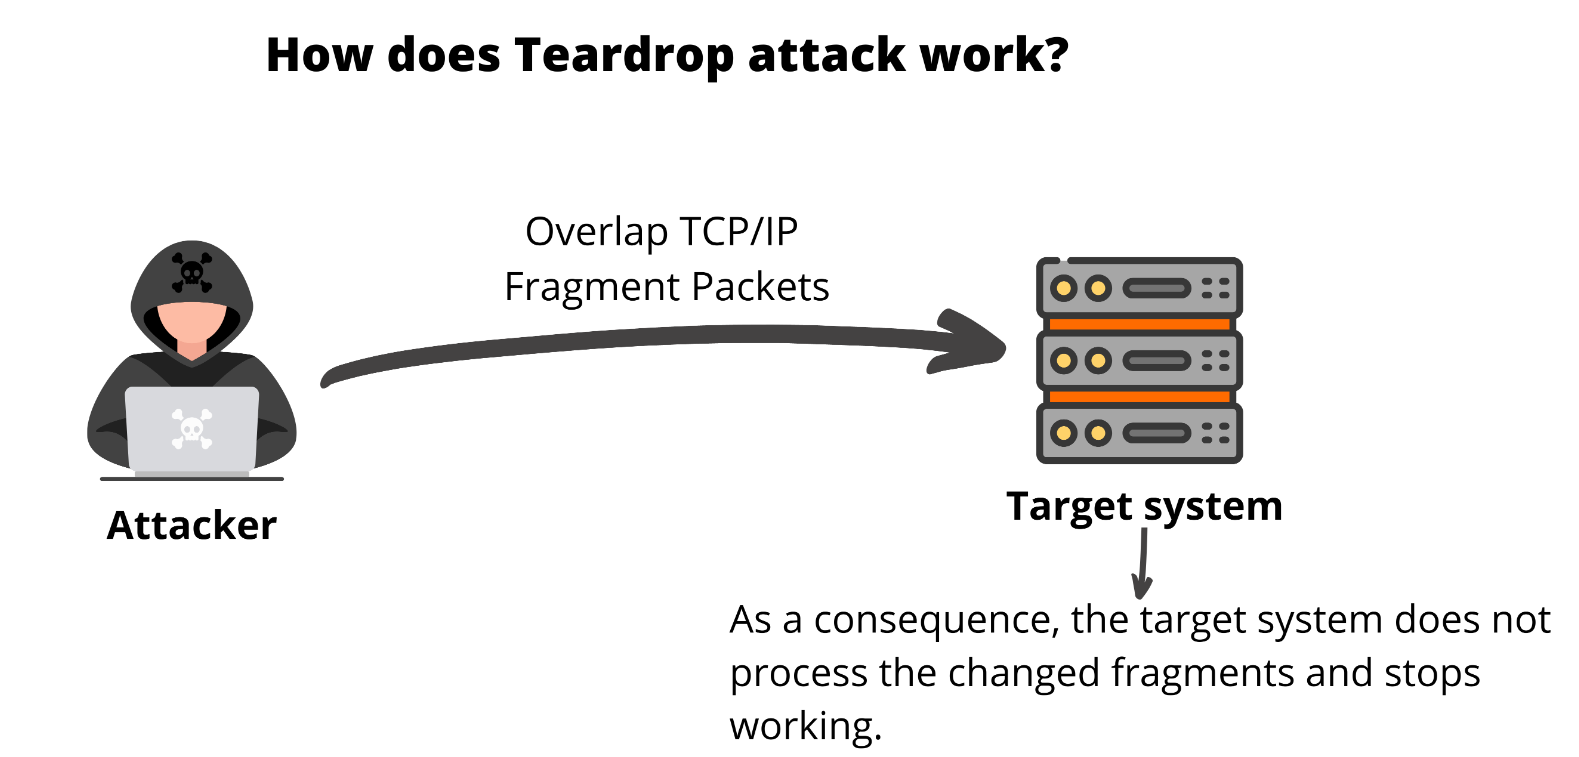 How does Teardrop attack work?
Overlap TCP/IP
Fragment Packets
Attacker
Target system
As a consequence, the target system does not
process the changed fragments and stops
working.